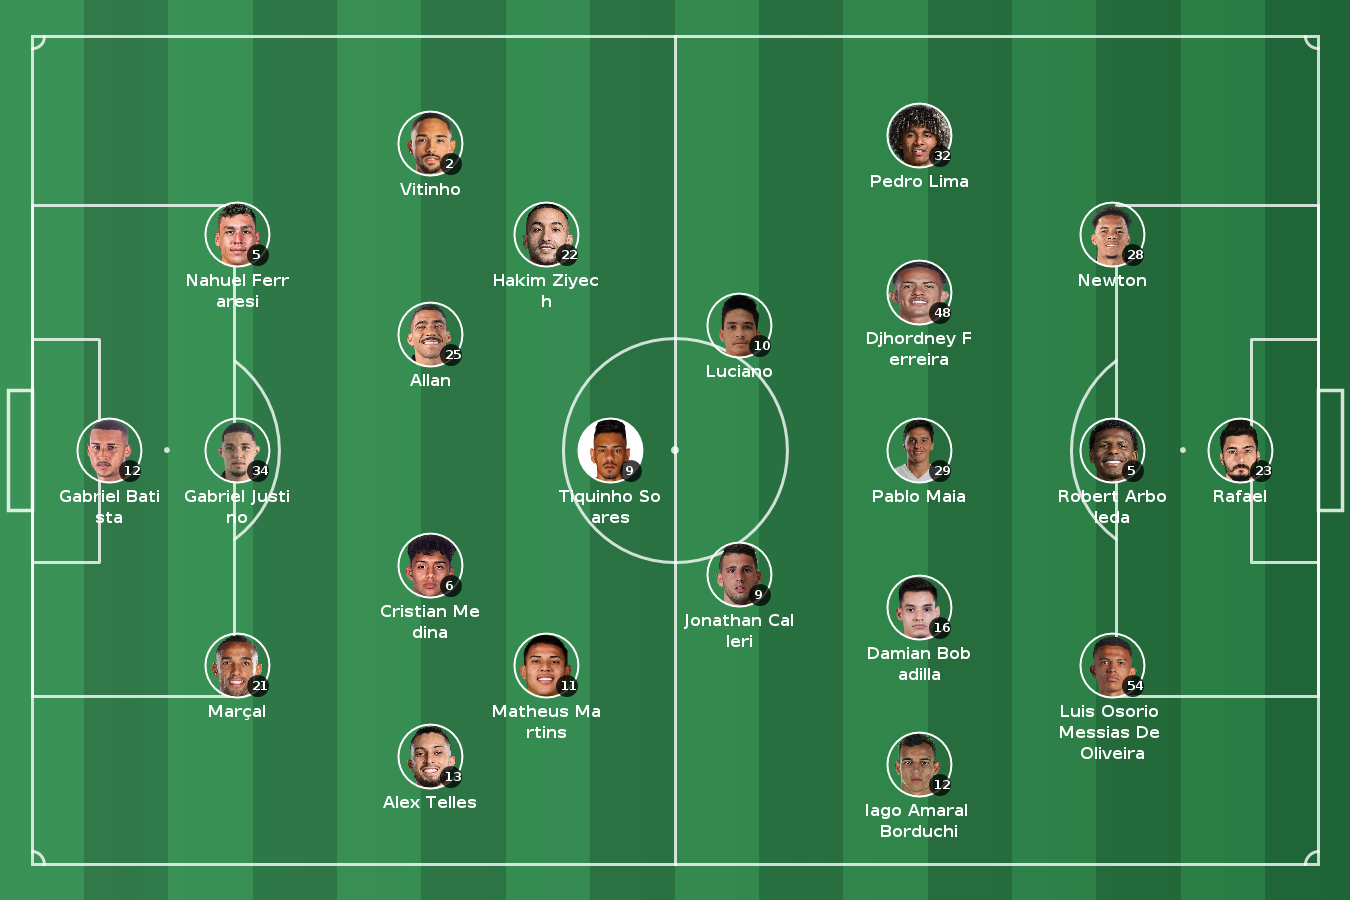 2
Vitinho
32
Pedro Lima
5
Nahuel Ferr
aresi
22
Hakim Ziyec
h
28
Newton
25
Allan
10
Luciano
48
Djhordney F
erreira
12
Gabriel Bati
sta
34
Gabriel Justi
no
9
Tiquinho So
ares
29
Pablo Maia
5
Robert Arbo
leda
23
Rafael
6
Cristian Me
dina
9
Jonathan Cal
leri
16
Damian Bob
adilla
21
Marçal
11
Matheus Ma
rtins
54
Luis Osorio
Messias De
Oliveira
13
Alex Telles
12
Iago Amaral
Borduchi